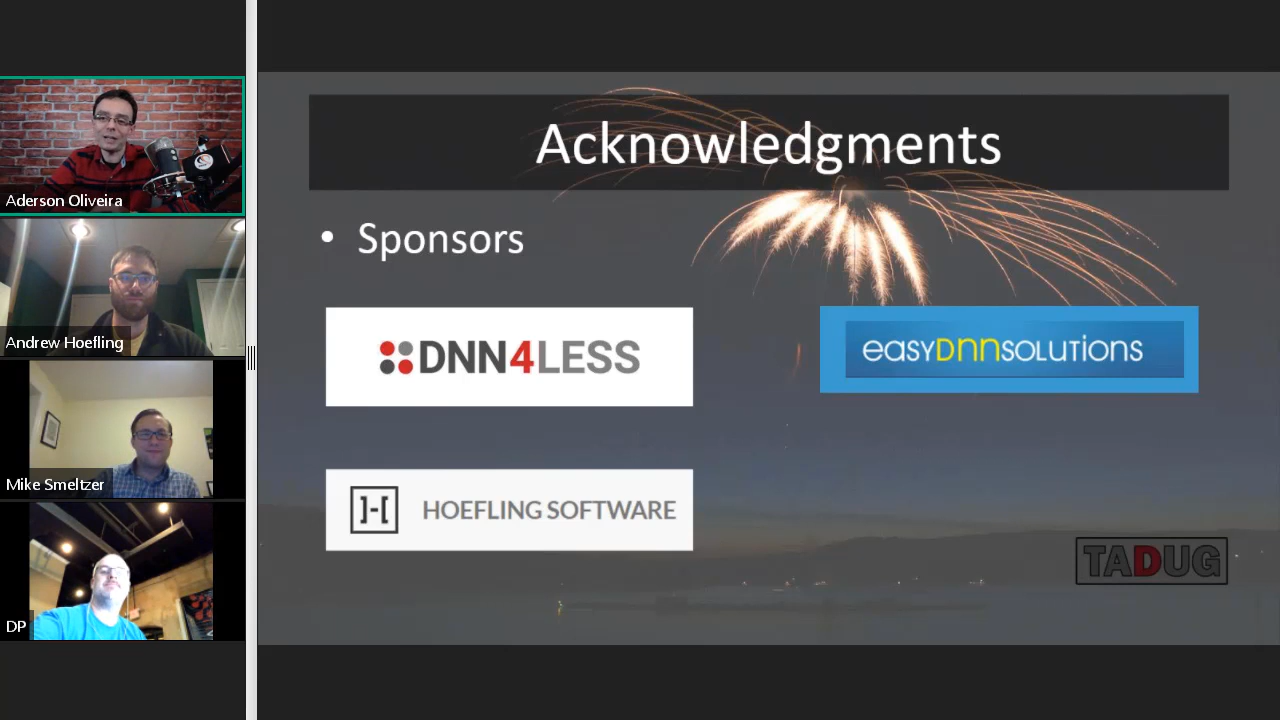 Aderson Oliveira
Andrew Hoefling
Mike Smeltzer
DP
Acknowledgments
• Sponsors
DNN4LESS
easyDNNsolutions
HOEFLING SOFTWARE
TADUG